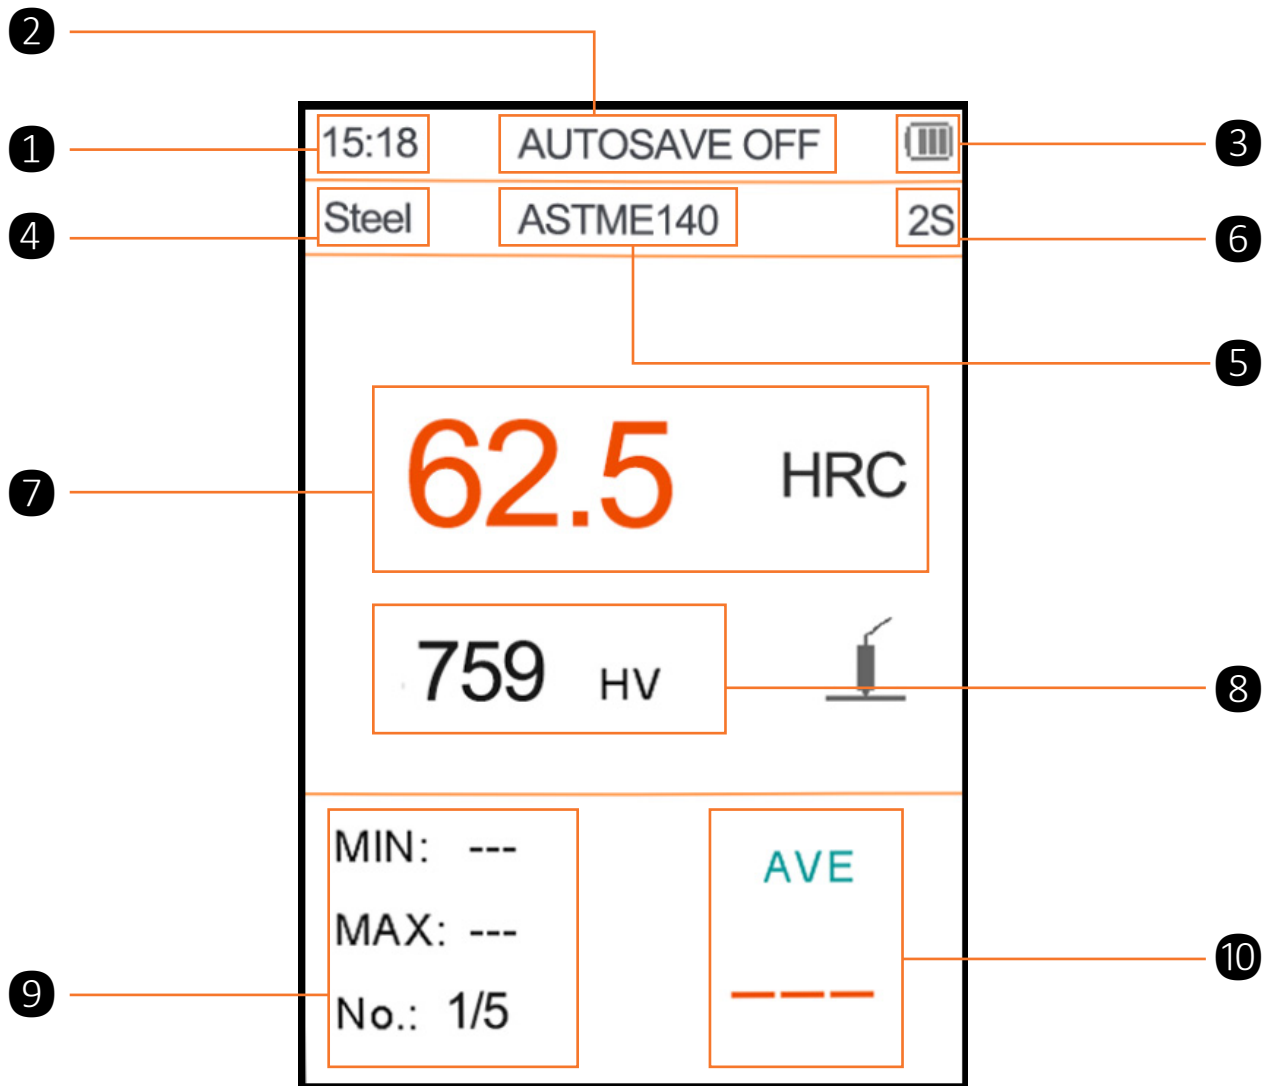 2
1
15:18
AUTOSAVE OFF
3
4
Steel
ASTME140
2S
6
5
7
62.5 HRC
759 HV
8
MIN: ---
MAX: ---
No.: 1/5
AVE
---
9
10